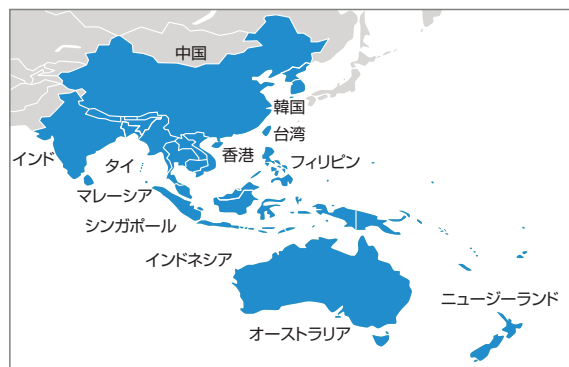 中国
韓国
台湾
香港
フィリピン
インド
タイ
マレーシア
シンガポール
インドネシア
ニュージーランド
オーストラリア